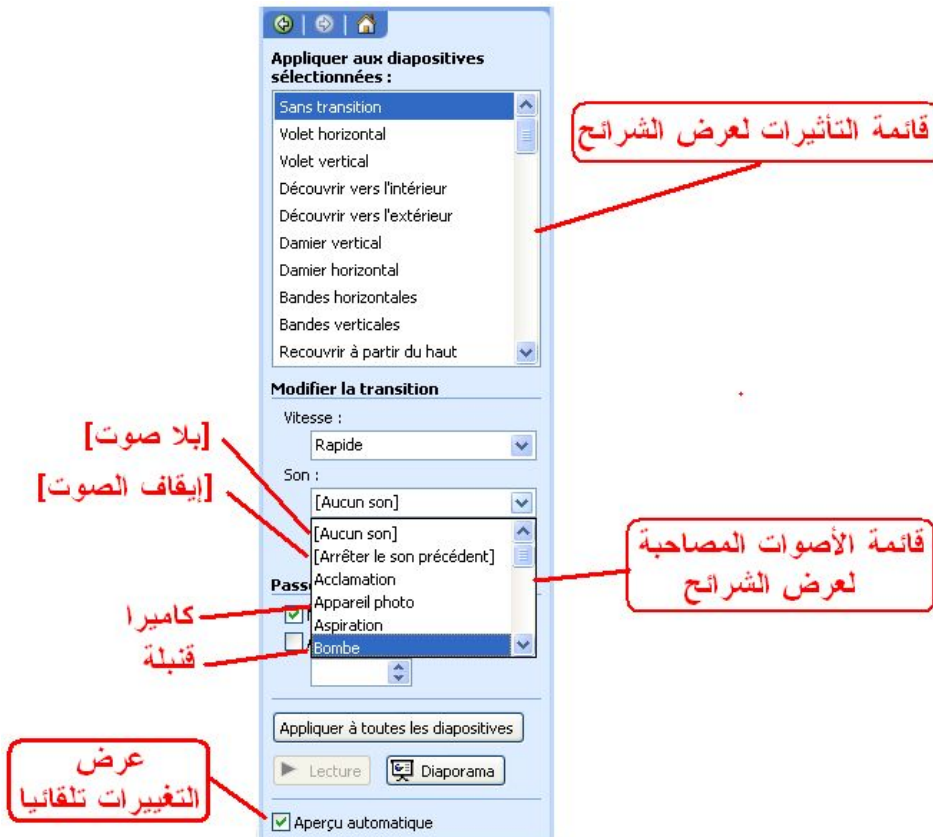 Appliquer aux diapositives
sélectionnées :
Sans transition
Volet horizontal
Volet vertical
Découvrir vers l'intérieur
Découvrir vers l'extérieur
Damier vertical
Damier horizontal
Bandes horizontales
Bandes verticales
Recouvrir à partir du haut
قائمة التأثيرات لعرض الشرائح
Modifier la transition
Vitesse :
Rapide
Son :
[Aucun son]
[Aucun son]
[بلا صوت]
[Arrêter le son précédent]
[إيقاف الصوت]
Acclamation
Appareil photo
كاميرا
Aspiration
Bombe
قنبلة
قائمة الأصوات المصاحبة
لعرض الشرائح
Appliquer à toutes les diapositives
Lecture
Diaporama
Aperçu automatique
عرض
التغييرات تلقائيا